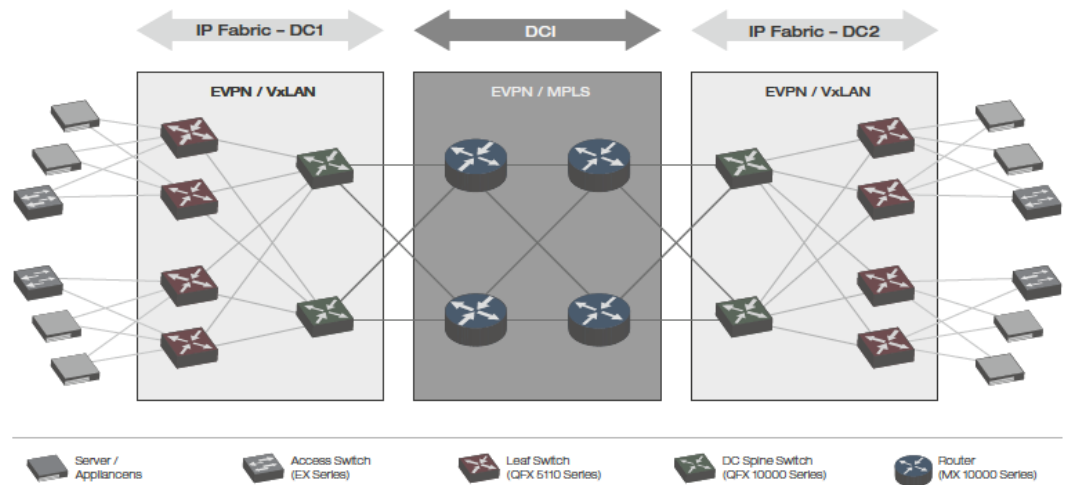 IP Fabric – DC1
DCI
IP Fabric – DC2
EVPN / VxLAN
EVPN / MPLS
EVPN / VxLAN
Server /
Appliancens
Access Switch
(EX Series)
Leaf Switch
(QFX 5110 Series)
DC Spine Switch
(QFX 10000 Series)
Router
(MX 10000 Series)